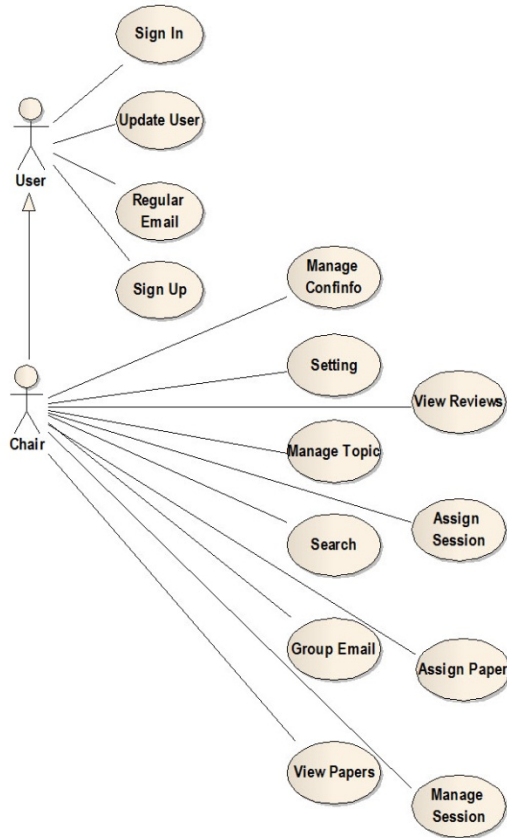 Sign In
Update User
User
Regular
Email
Sign Up
Manage
Confinfo
Setting
View Reviews
Chair
Manage Topic
Assign
Session
Search
Group Email
Assign Paper
View Papers
Manage
Session